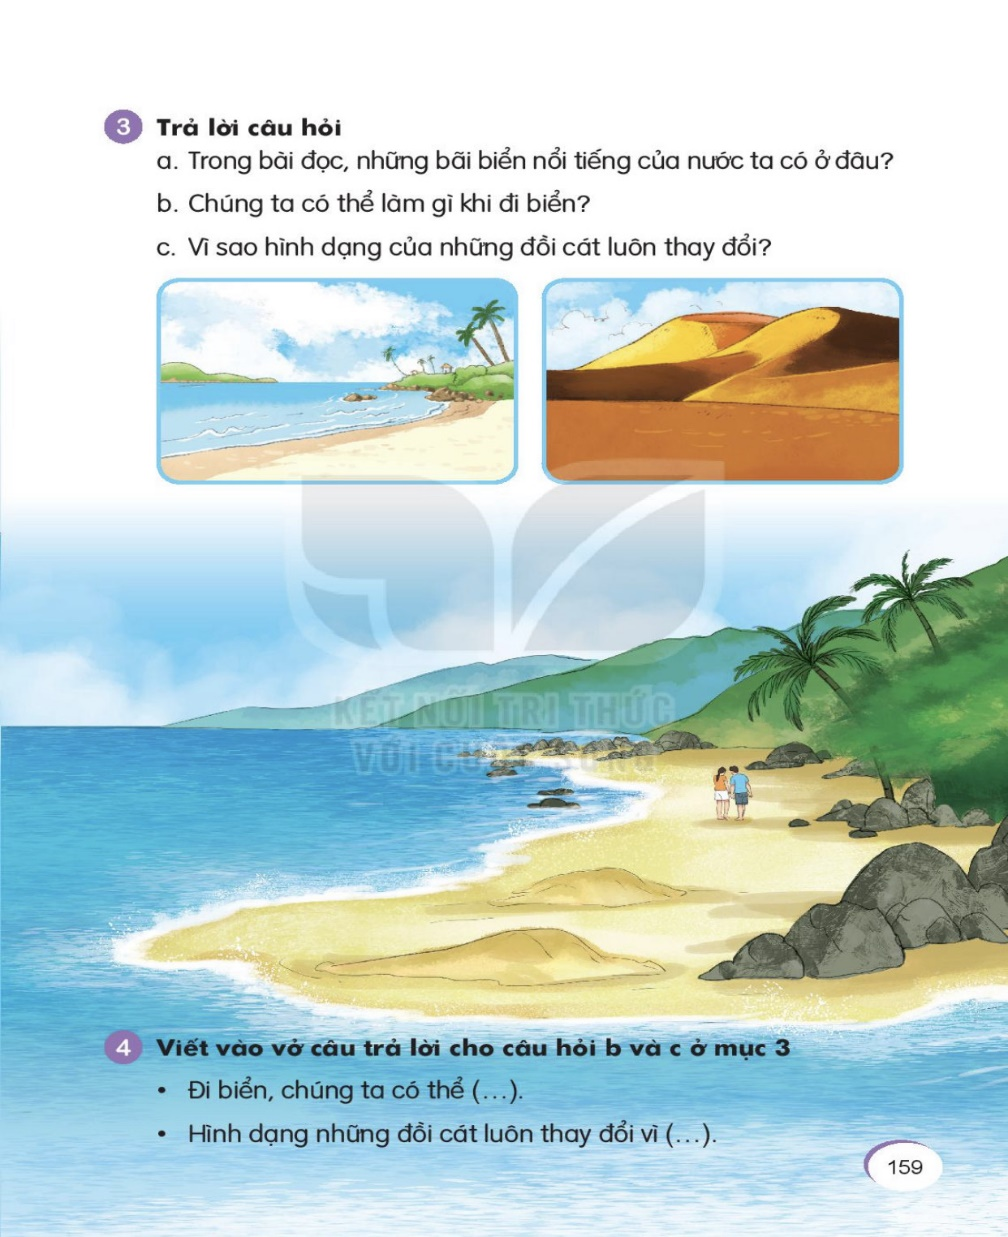 3 Trả lời câu hỏi
a. Trong bài đọc, những bãi biển nổi tiếng của nước ta có ở đâu?
b. Chúng ta có thể làm gì khi đi biển?
c. Vì sao hình dạng của những đồi cát luôn thay đổi?
KẾT NỐI TRI THỨC
VỚI CUỘC SỐNG
4 Viết vào vở câu trả lời cho câu hỏi b và c ở mục 3
• Đi biển, chúng ta có thể (...).
• Hình dạng những đồi cát luôn thay đổi vì (...).
159